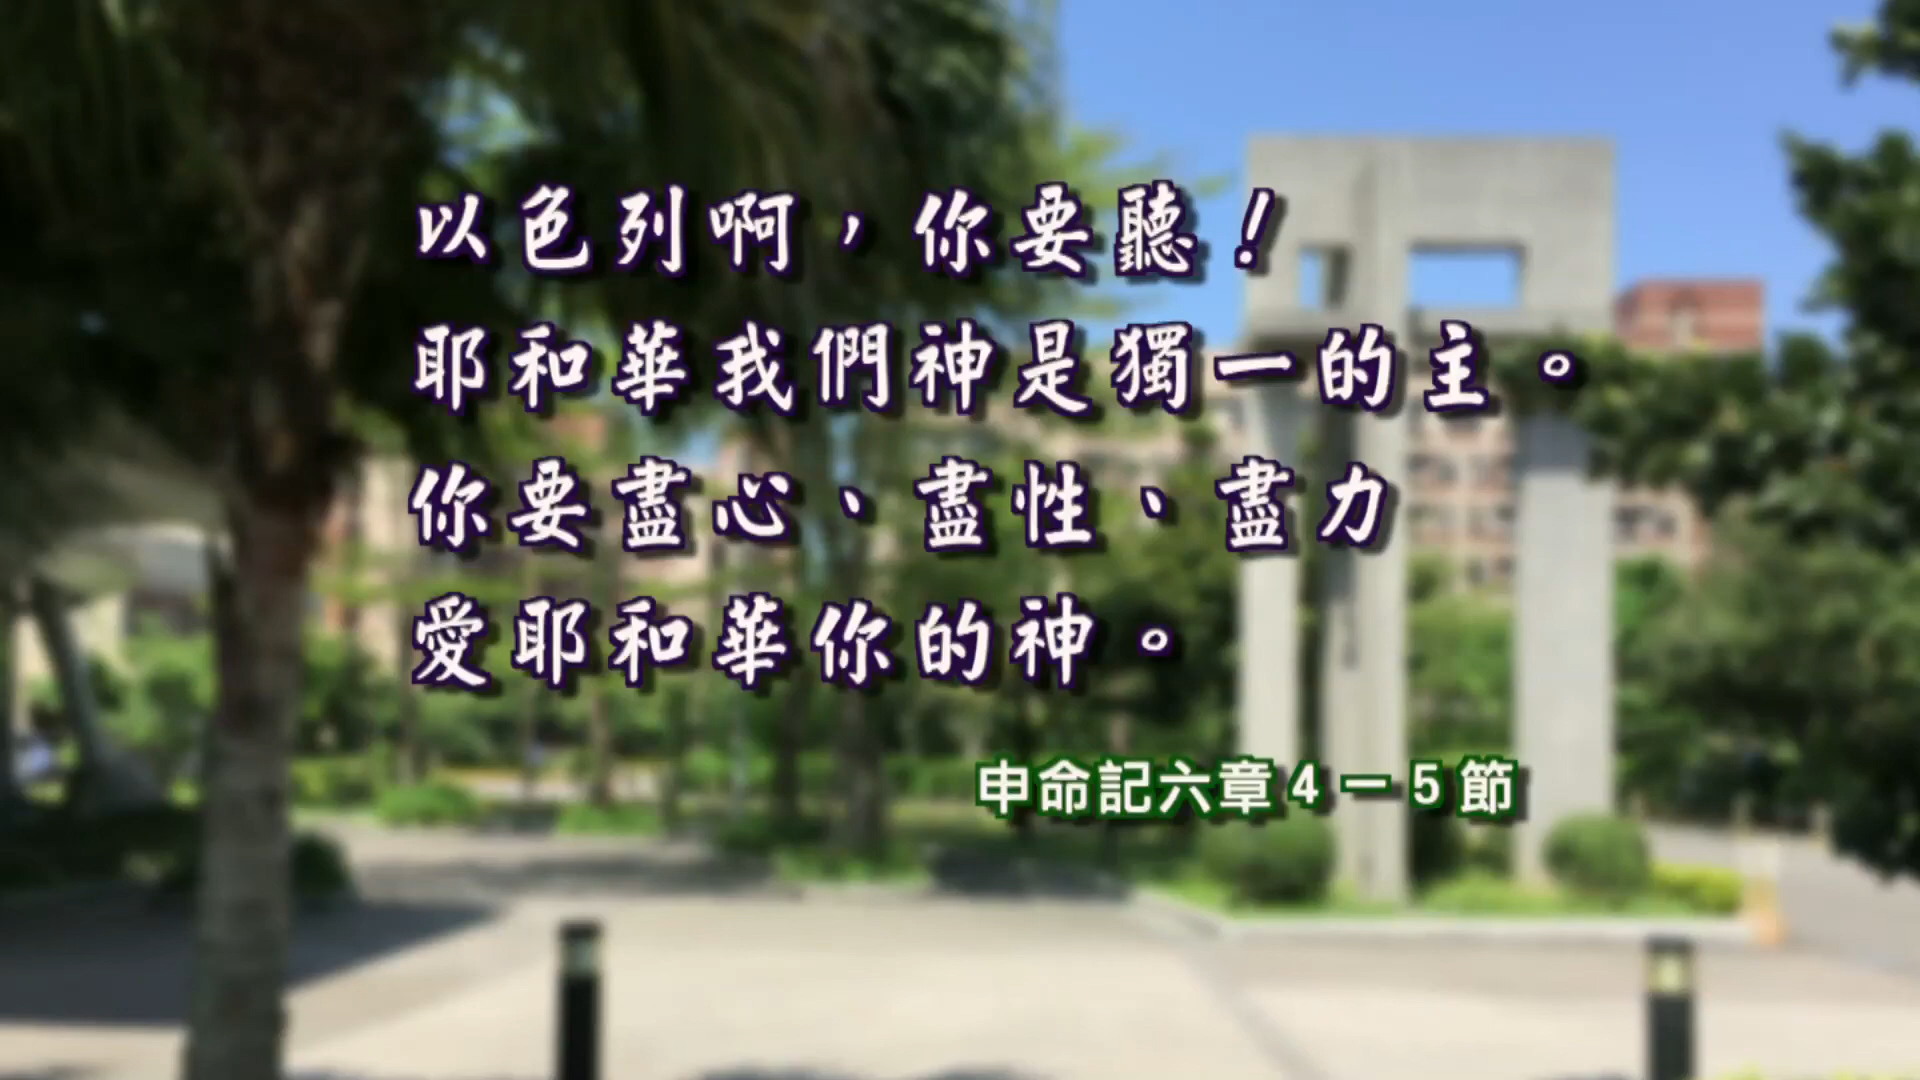 以色列啊，你要聽！
耶和華我們神是獨一的主。
你要盡心、盡性、盡力
愛耶和華你的神。
申命記六章４－５節